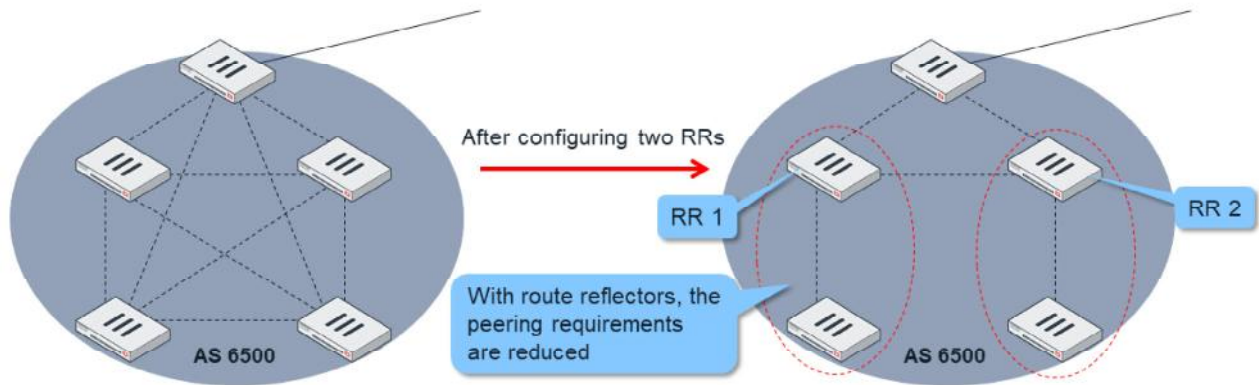 After configuring two RRs
RR 1
RR 2
With route reflectors, the
peering requirements
are reduced
AS 6500
AS 6500